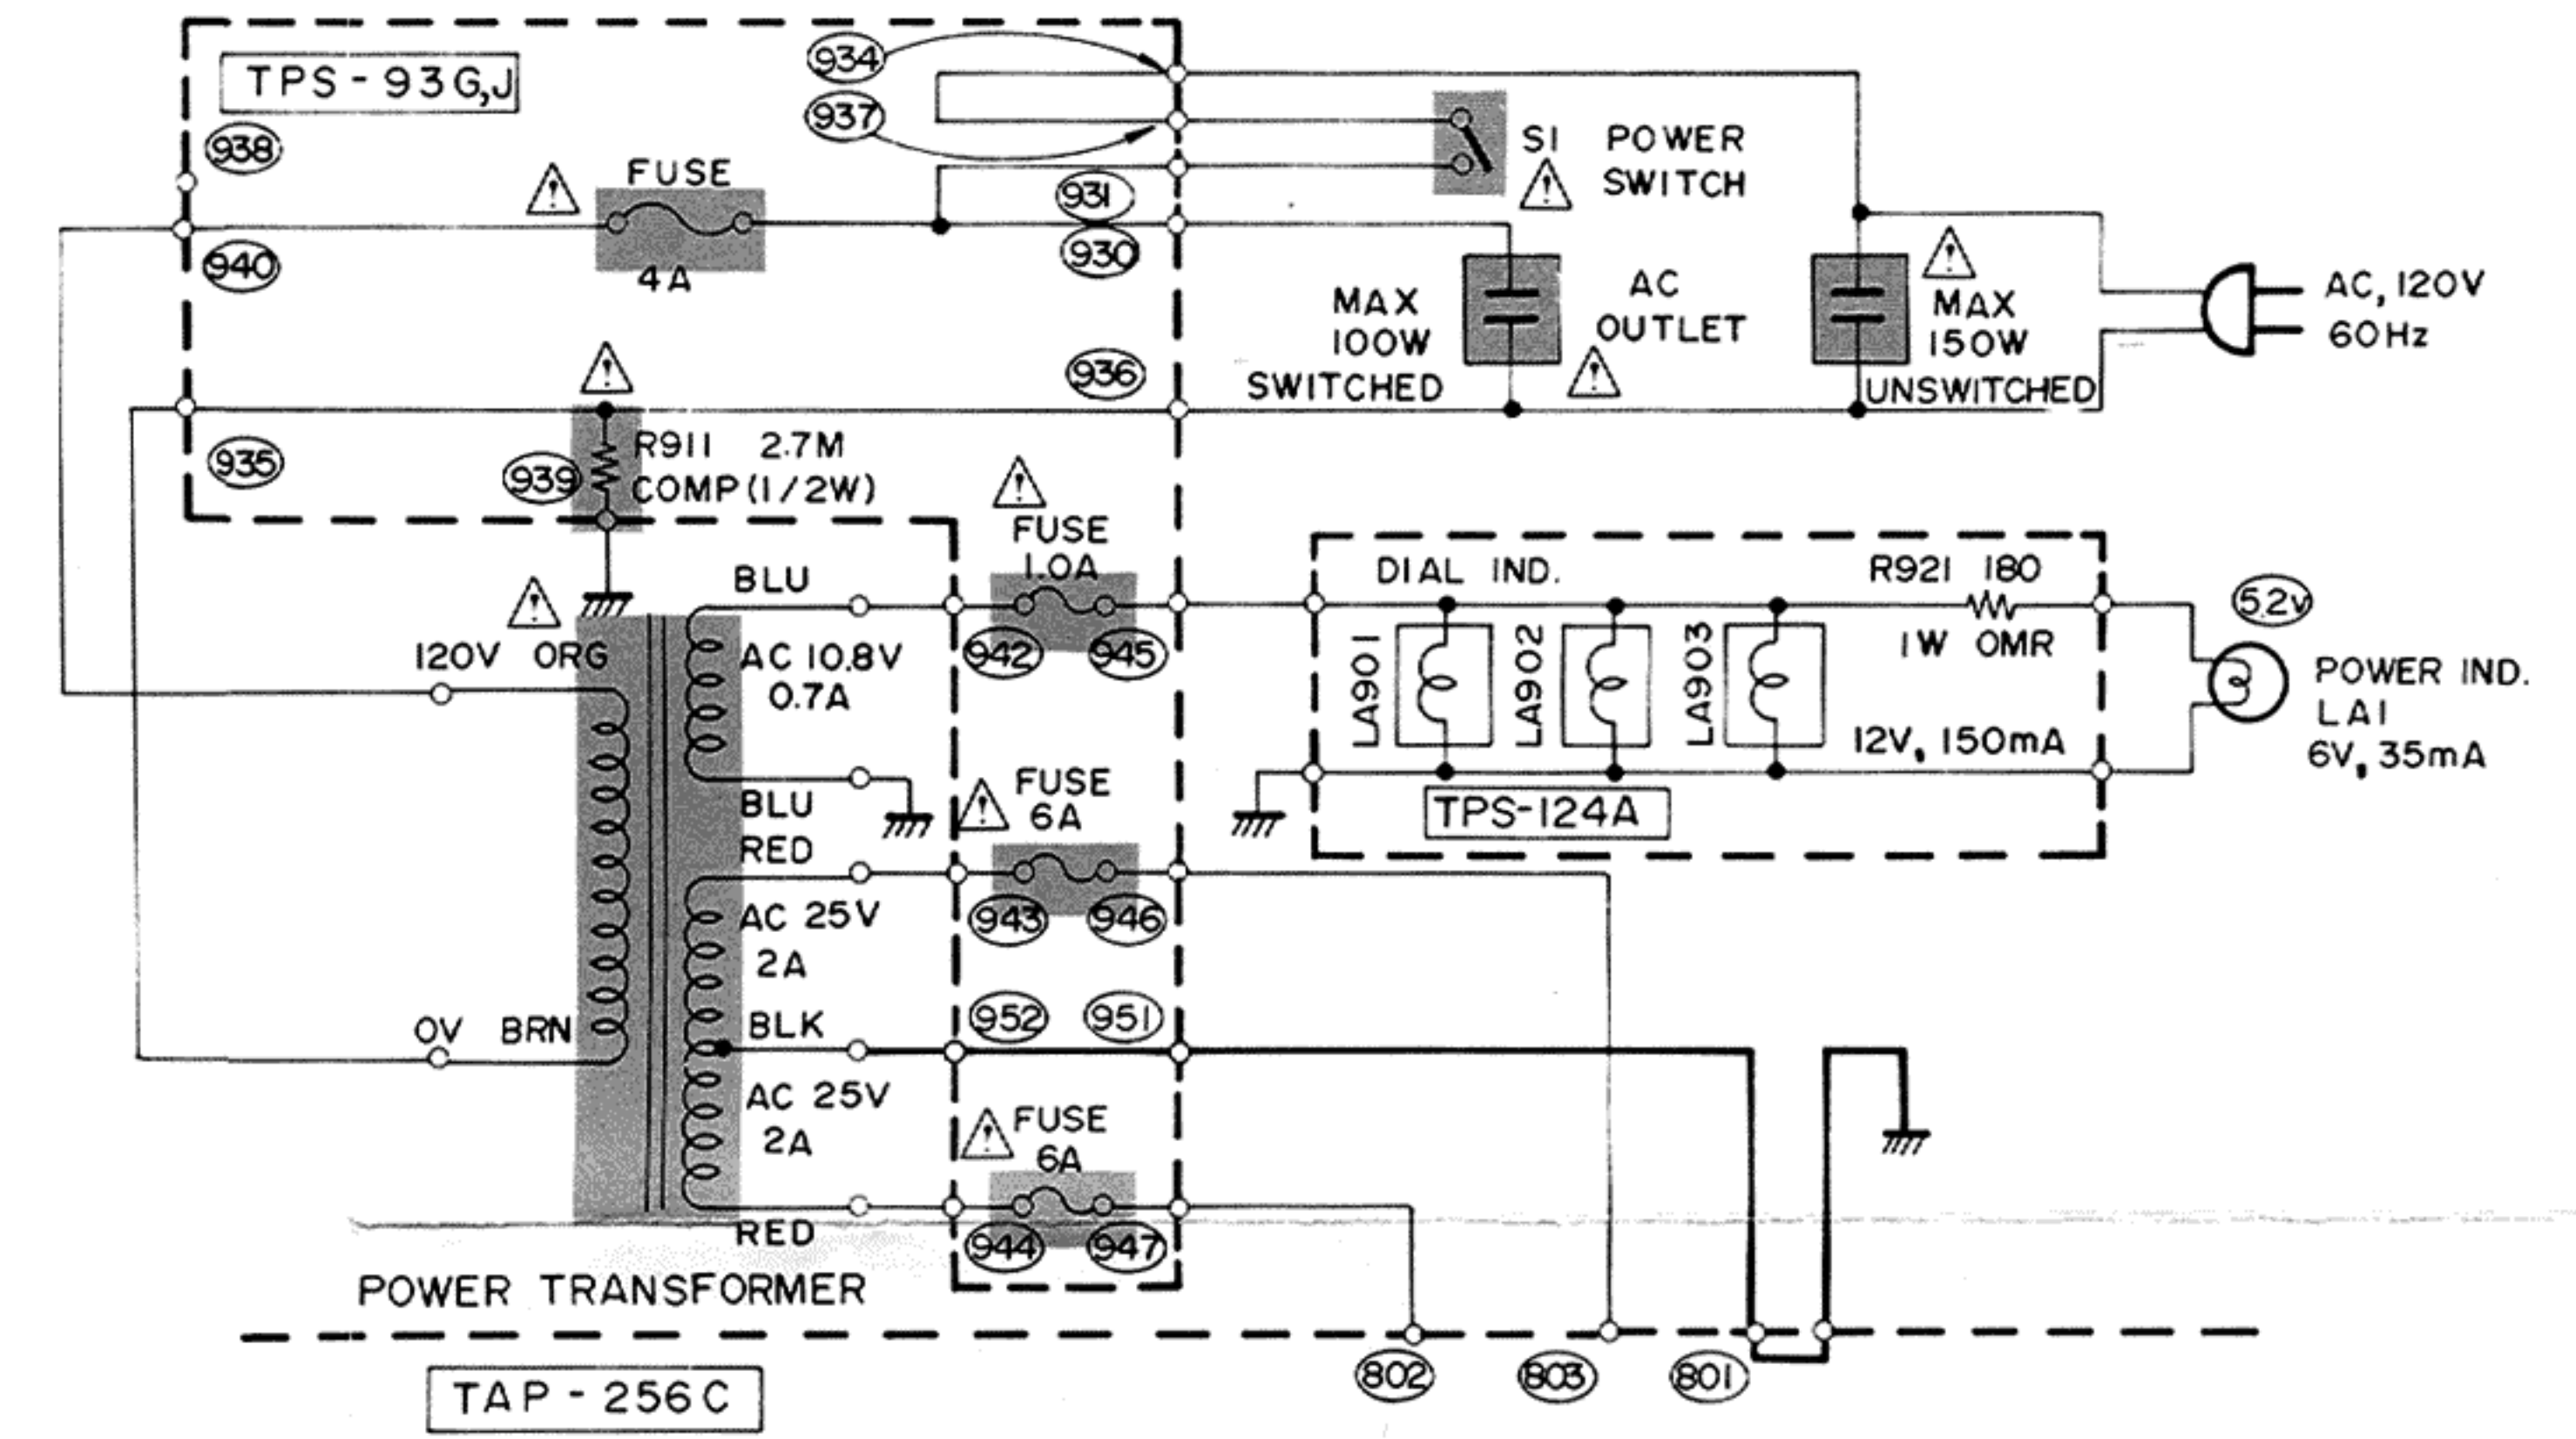 TPS-93G,J
934
937
938
FUSE
4A
940
931
930
S1 POWER
SWITCH
MAX
100W
SWITCHED
AC
OUTLET
MAX
150W
UNSWITCHED
AC, 120V
60Hz
936
935
939
R911 2.7M
COMP (1/2W)
FUSE
1.0A
942
945
BLU
AC 10.8V
0.7A
BLU
120V ORG
0V BRN
DIAL IND.
R921 180
1W OMR
LA901
LA902
LA903
12V, 150mA
TPS-124A
5.2V
POWER IND.
LA1
6V, 35mA
FUSE
6A
943
946
RED
AC 25V
2A
BLK
952
951
AC 25V
2A
RED
FUSE
6A
944
947
POWER TRANSFORMER
TAP-256C
802
803
801